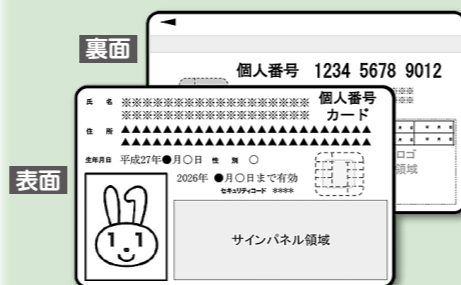 裏面
個人番号 1234 5678 9012
※※
※※
ロゴ
領域
表面
氏 名 ※※※※※※※※※※※※※※※※※※
※※※※※※※※※※※※※※※※※※
個人番号
カード
住 所 ▲▲▲▲▲▲▲▲▲▲▲▲▲▲▲▲▲▲▲▲▲▲▲▲
▲▲▲▲▲▲▲▲▲▲▲▲▲▲▲▲▲▲▲▲▲▲▲▲
生年月日 平成27年●月○日 性 別 ○
2026年 ●月○日まで有効
セキュリティコード ****
1 1
サインパネル領域